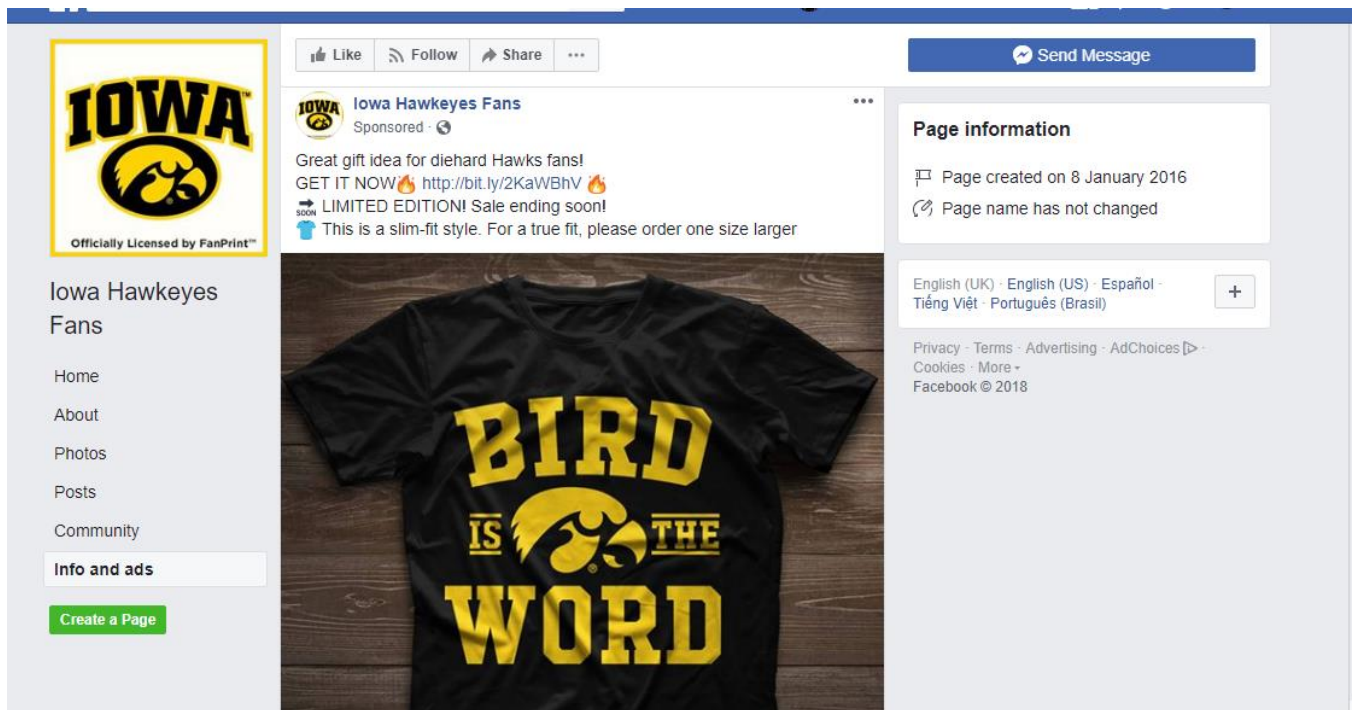 IOWA
Officially Licensed by FanPrint™
Iowa Hawkeyes
Fans
Home
About
Photos
Posts
Community
Info and ads
Create a Page
Like
Follow
Share
Send Message
IOWA
Iowa Hawkeyes Fans
Sponsored ·
Great gift idea for diehard Hawks fans!
GET IT NOW🔥 http://bit.ly/2KaWBhV 🔥
🔜 LIMITED EDITION! Sale ending soon!
👕 This is a slim-fit style. For a true fit, please order one size larger
BIRD
IS THE
®
WORD
Page information
Page created on 8 January 2016
Page name has not changed
English (UK) · English (US) · Español ·
Tiếng Việt · Português (Brasil)
Privacy · Terms · Advertising · AdChoices ·
Cookies · More
Facebook © 2018